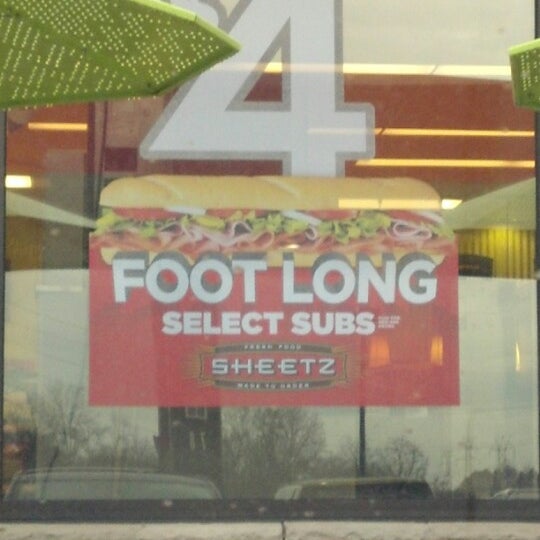 4
FOOT LONG
SELECT SUBS
FRESH FOOD
SHEETZ
MADE TO ORDER